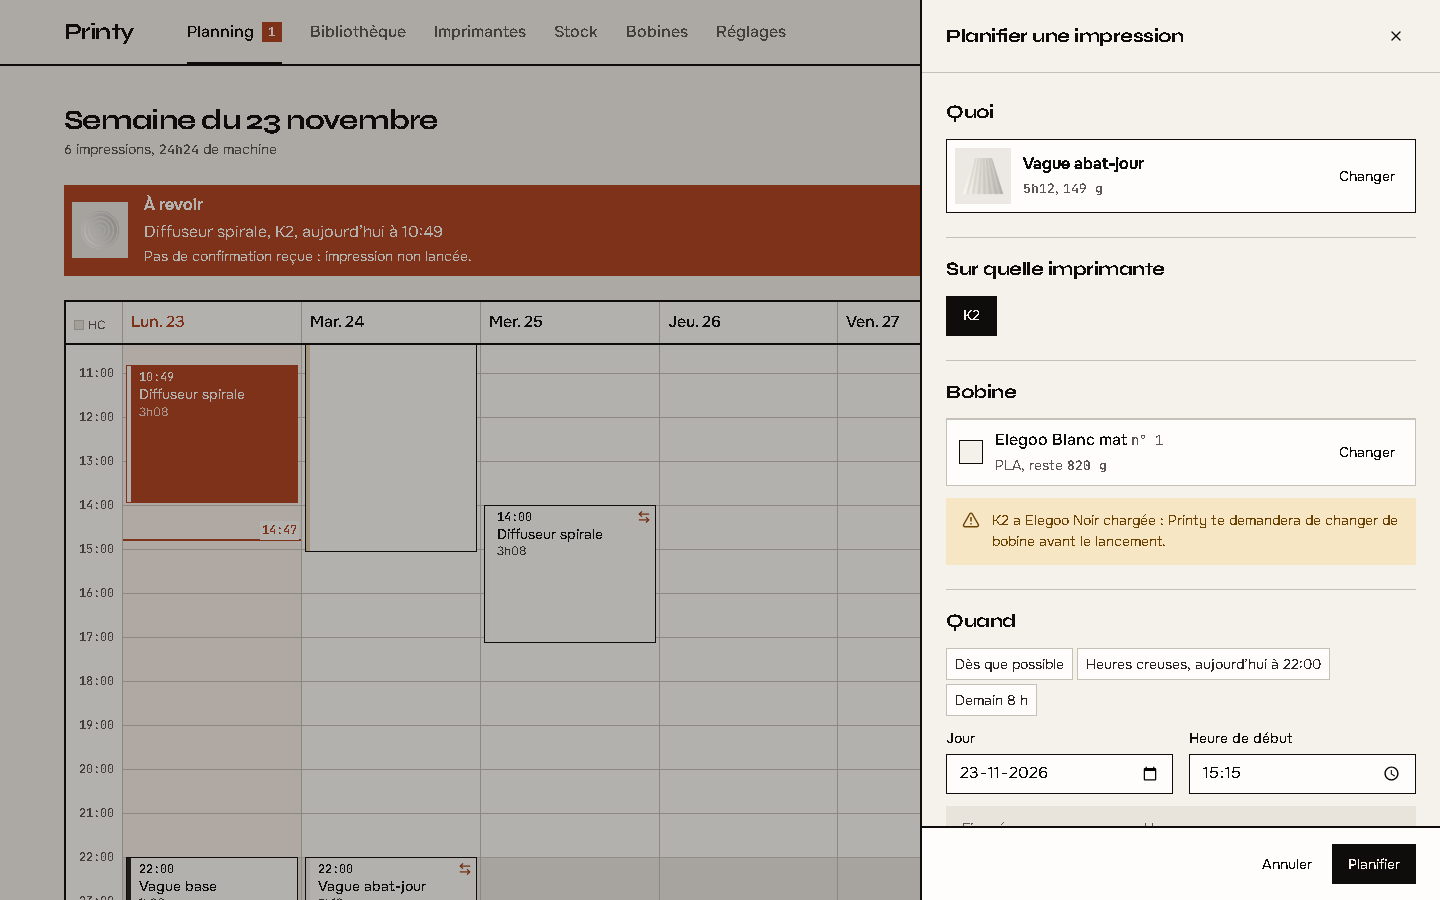 Printy
Planning 1
Bibliothèque
Imprimantes
Stock
Bobines
Réglages
Semaine du 23 novembre
6 impressions, 24h24 de machine
À revoir
Diffuseur spirale, K2, aujourd’hui à 10:49
Pas de confirmation reçue : impression non lancée.
HC
Lun. 23
Mar. 24
Mer. 25
Jeu. 26
Ven. 27
11:00
12:00
13:00
14:00
15:00
16:00
17:00
18:00
19:00
20:00
21:00
22:00
10:49
Diffuseur spirale
3h08
14:47
14:00
Diffuseur spirale
3h08
22:00
Vague base
22:00
Vague abat-jour
Planifier une impression
Quoi
Vague abat-jour
5h12, 149 g
Changer
Sur quelle imprimante
K2
Bobine
Elegoo Blanc mat n° 1
PLA, reste 820 g
Changer
K2 a Elegoo Noir chargée : Printy te demandera de changer de
bobine avant le lancement.
Quand
Dès que possible
Heures creuses, aujourd’hui à 22:00
Demain 8 h
Jour
Heure de début
23-11-2026
15:15
Annuler
Planifier